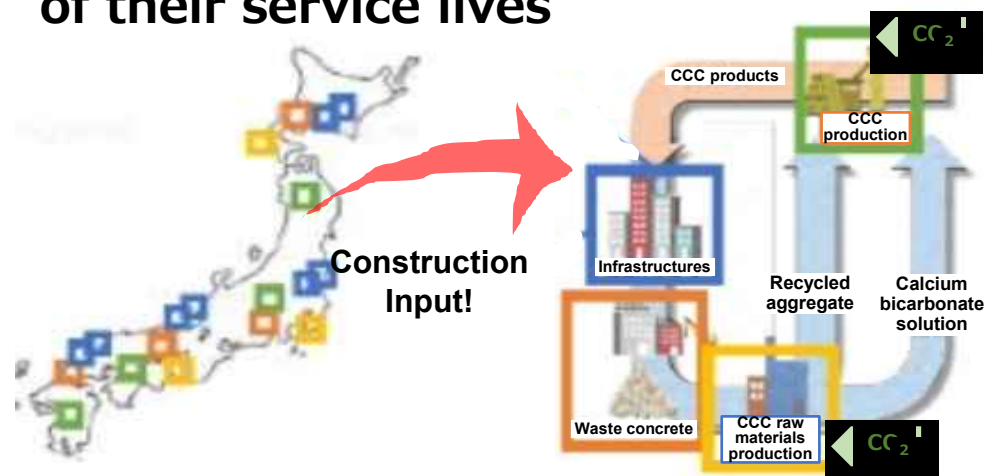 of their service lives
CO₂
CCC products
CCC
production
Infrastructures
Construction
Input!
Recycled
aggregate
Calcium
bicarbonate
solution
Waste concrete
CCC raw
materials
production